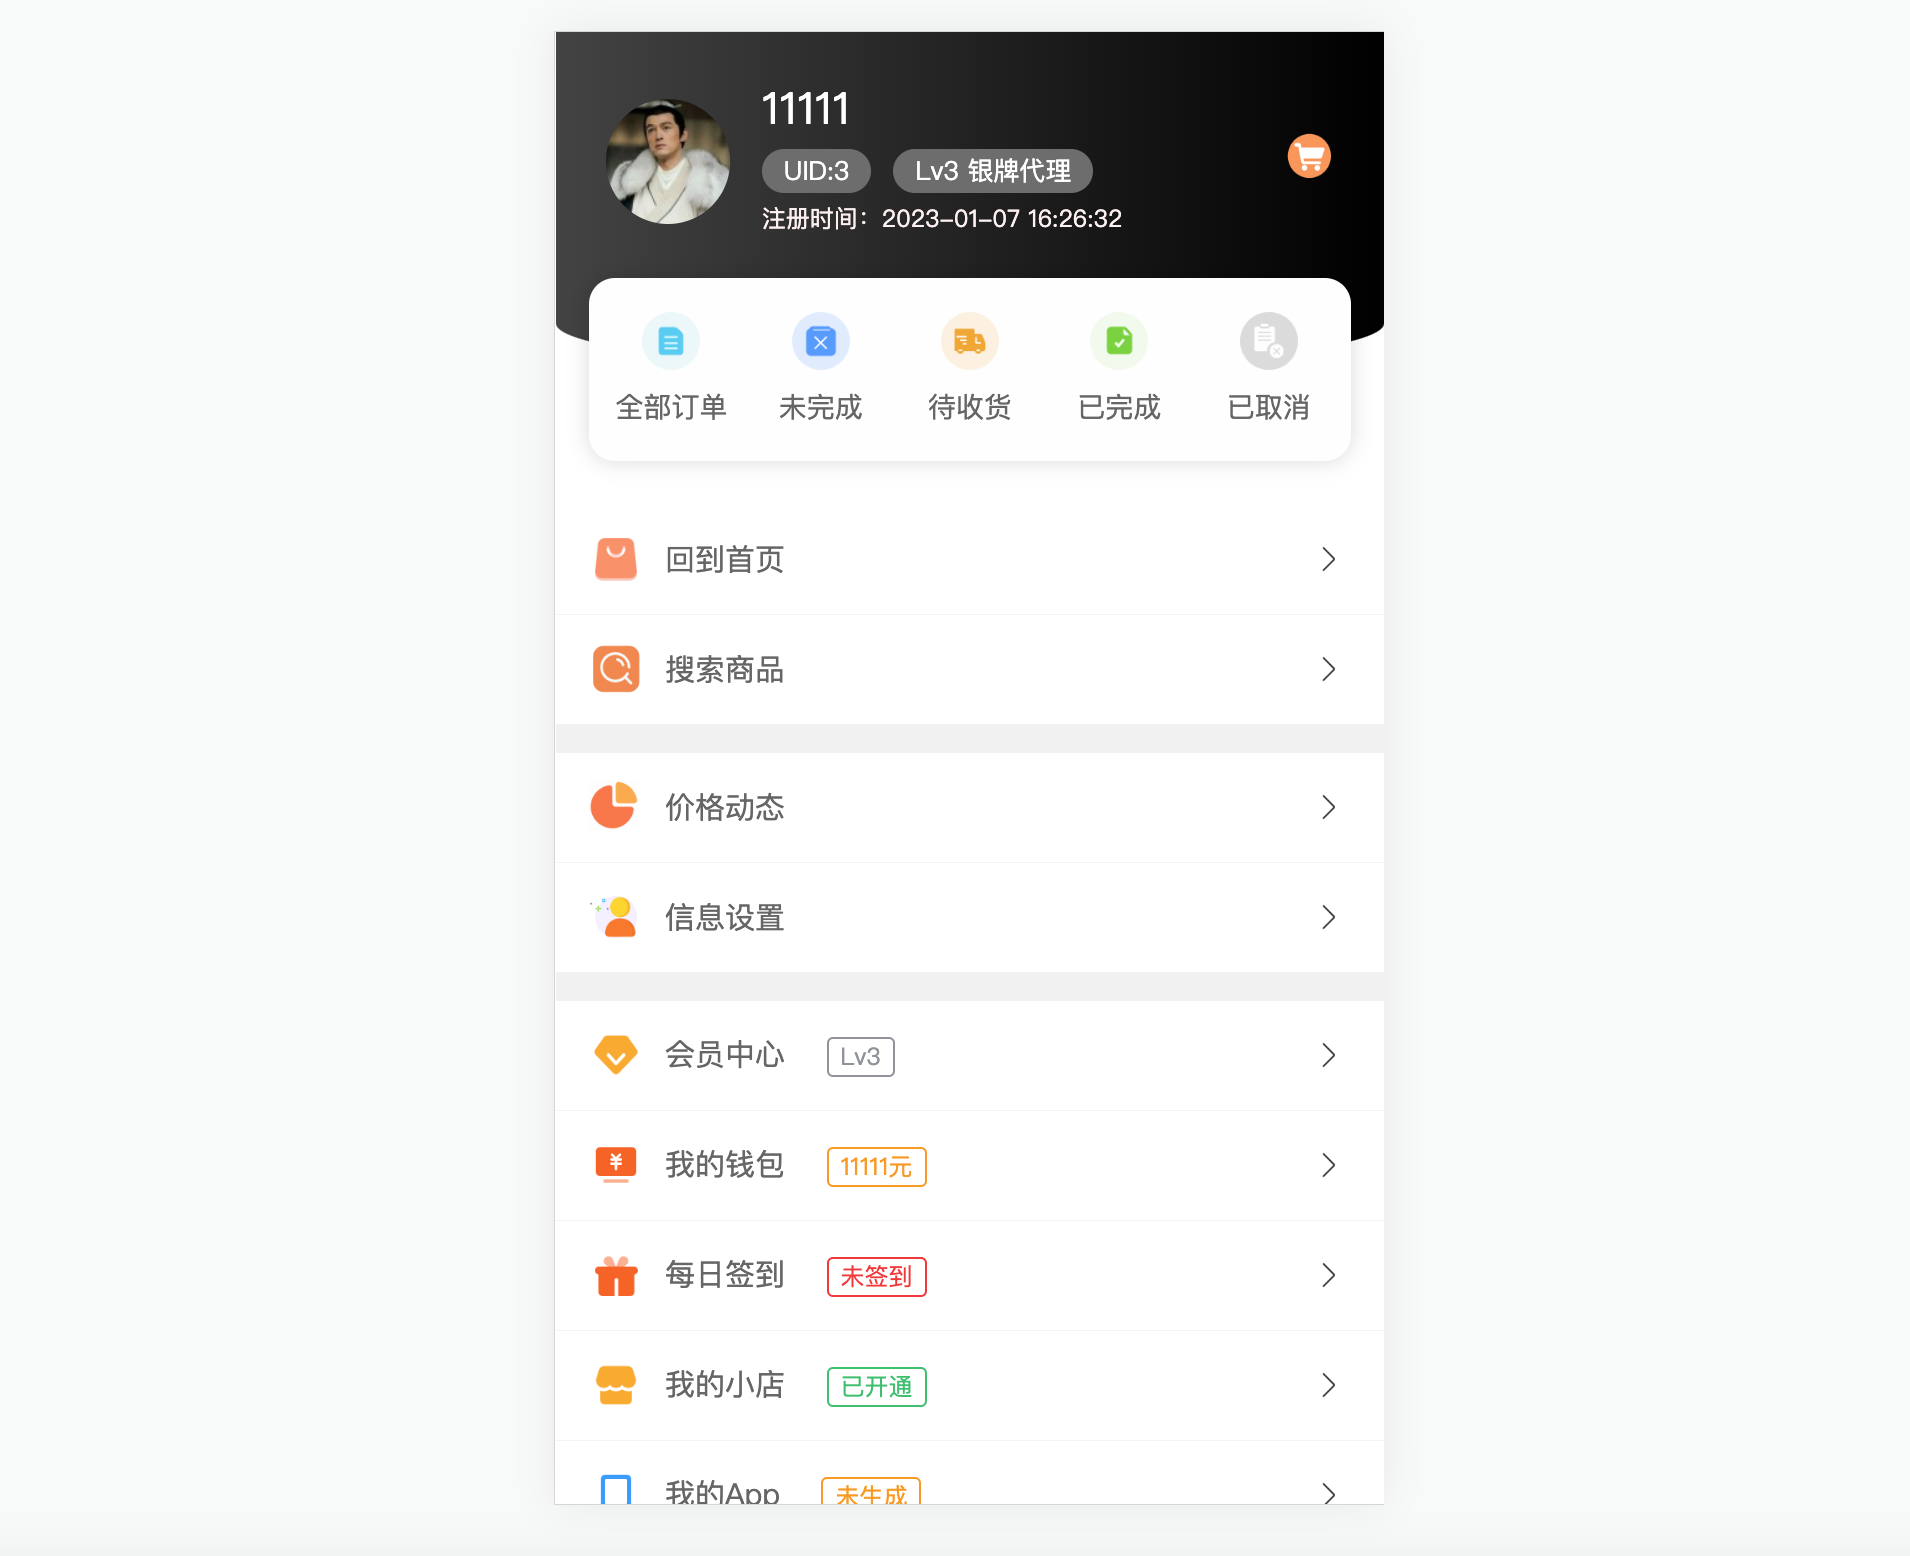 11111
UID:3 Lv3 银牌代理
注册时间：2023-01-07 16:26:32
全部订单 未完成 待收货 已完成 已取消
回到首页
搜索商品
价格动态
信息设置
会员中心 Lv3
我的钱包 11111元
每日签到 未签到
我的小店 已开通
我的App 未生成